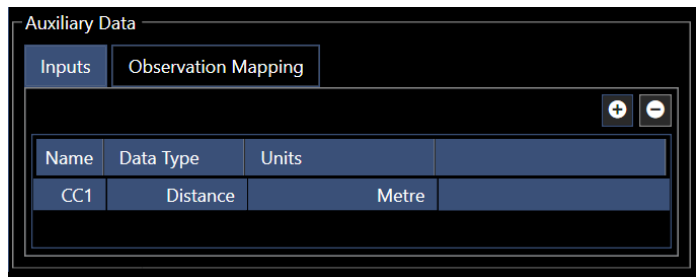 Auxiliary Data
Inputs Observation Mapping
Name Data Type Units
CC1 Distance Metre